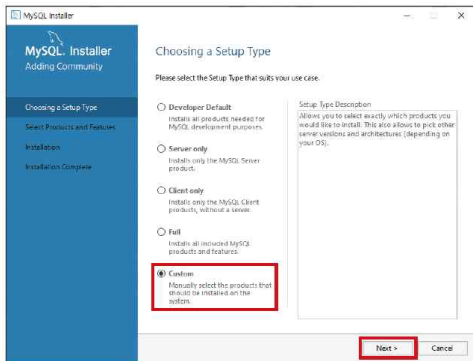 MySQL Installer
MySQL. Installer
Adding Community
Choosing a Setup Type
Select Products and Features
Installation
Installation Complete
Choosing a Setup Type
Please select the Setup Type that suits your use case.
Developer Default
Installs all products needed for
MySQL development purposes.
Server only
Installs only the MySQL Server
product.
Client only
Installs only the MySQL Client
products, without a server.
Full
Installs all included MySQL
products and features.
Custom
Manually select the products that
should be installed on the
system.
Setup Type Description
Allows you to select exactly which products you
would like to install. This also allows to pick other
server versions and architectures (depending on
your OS).
Next >
Cancel